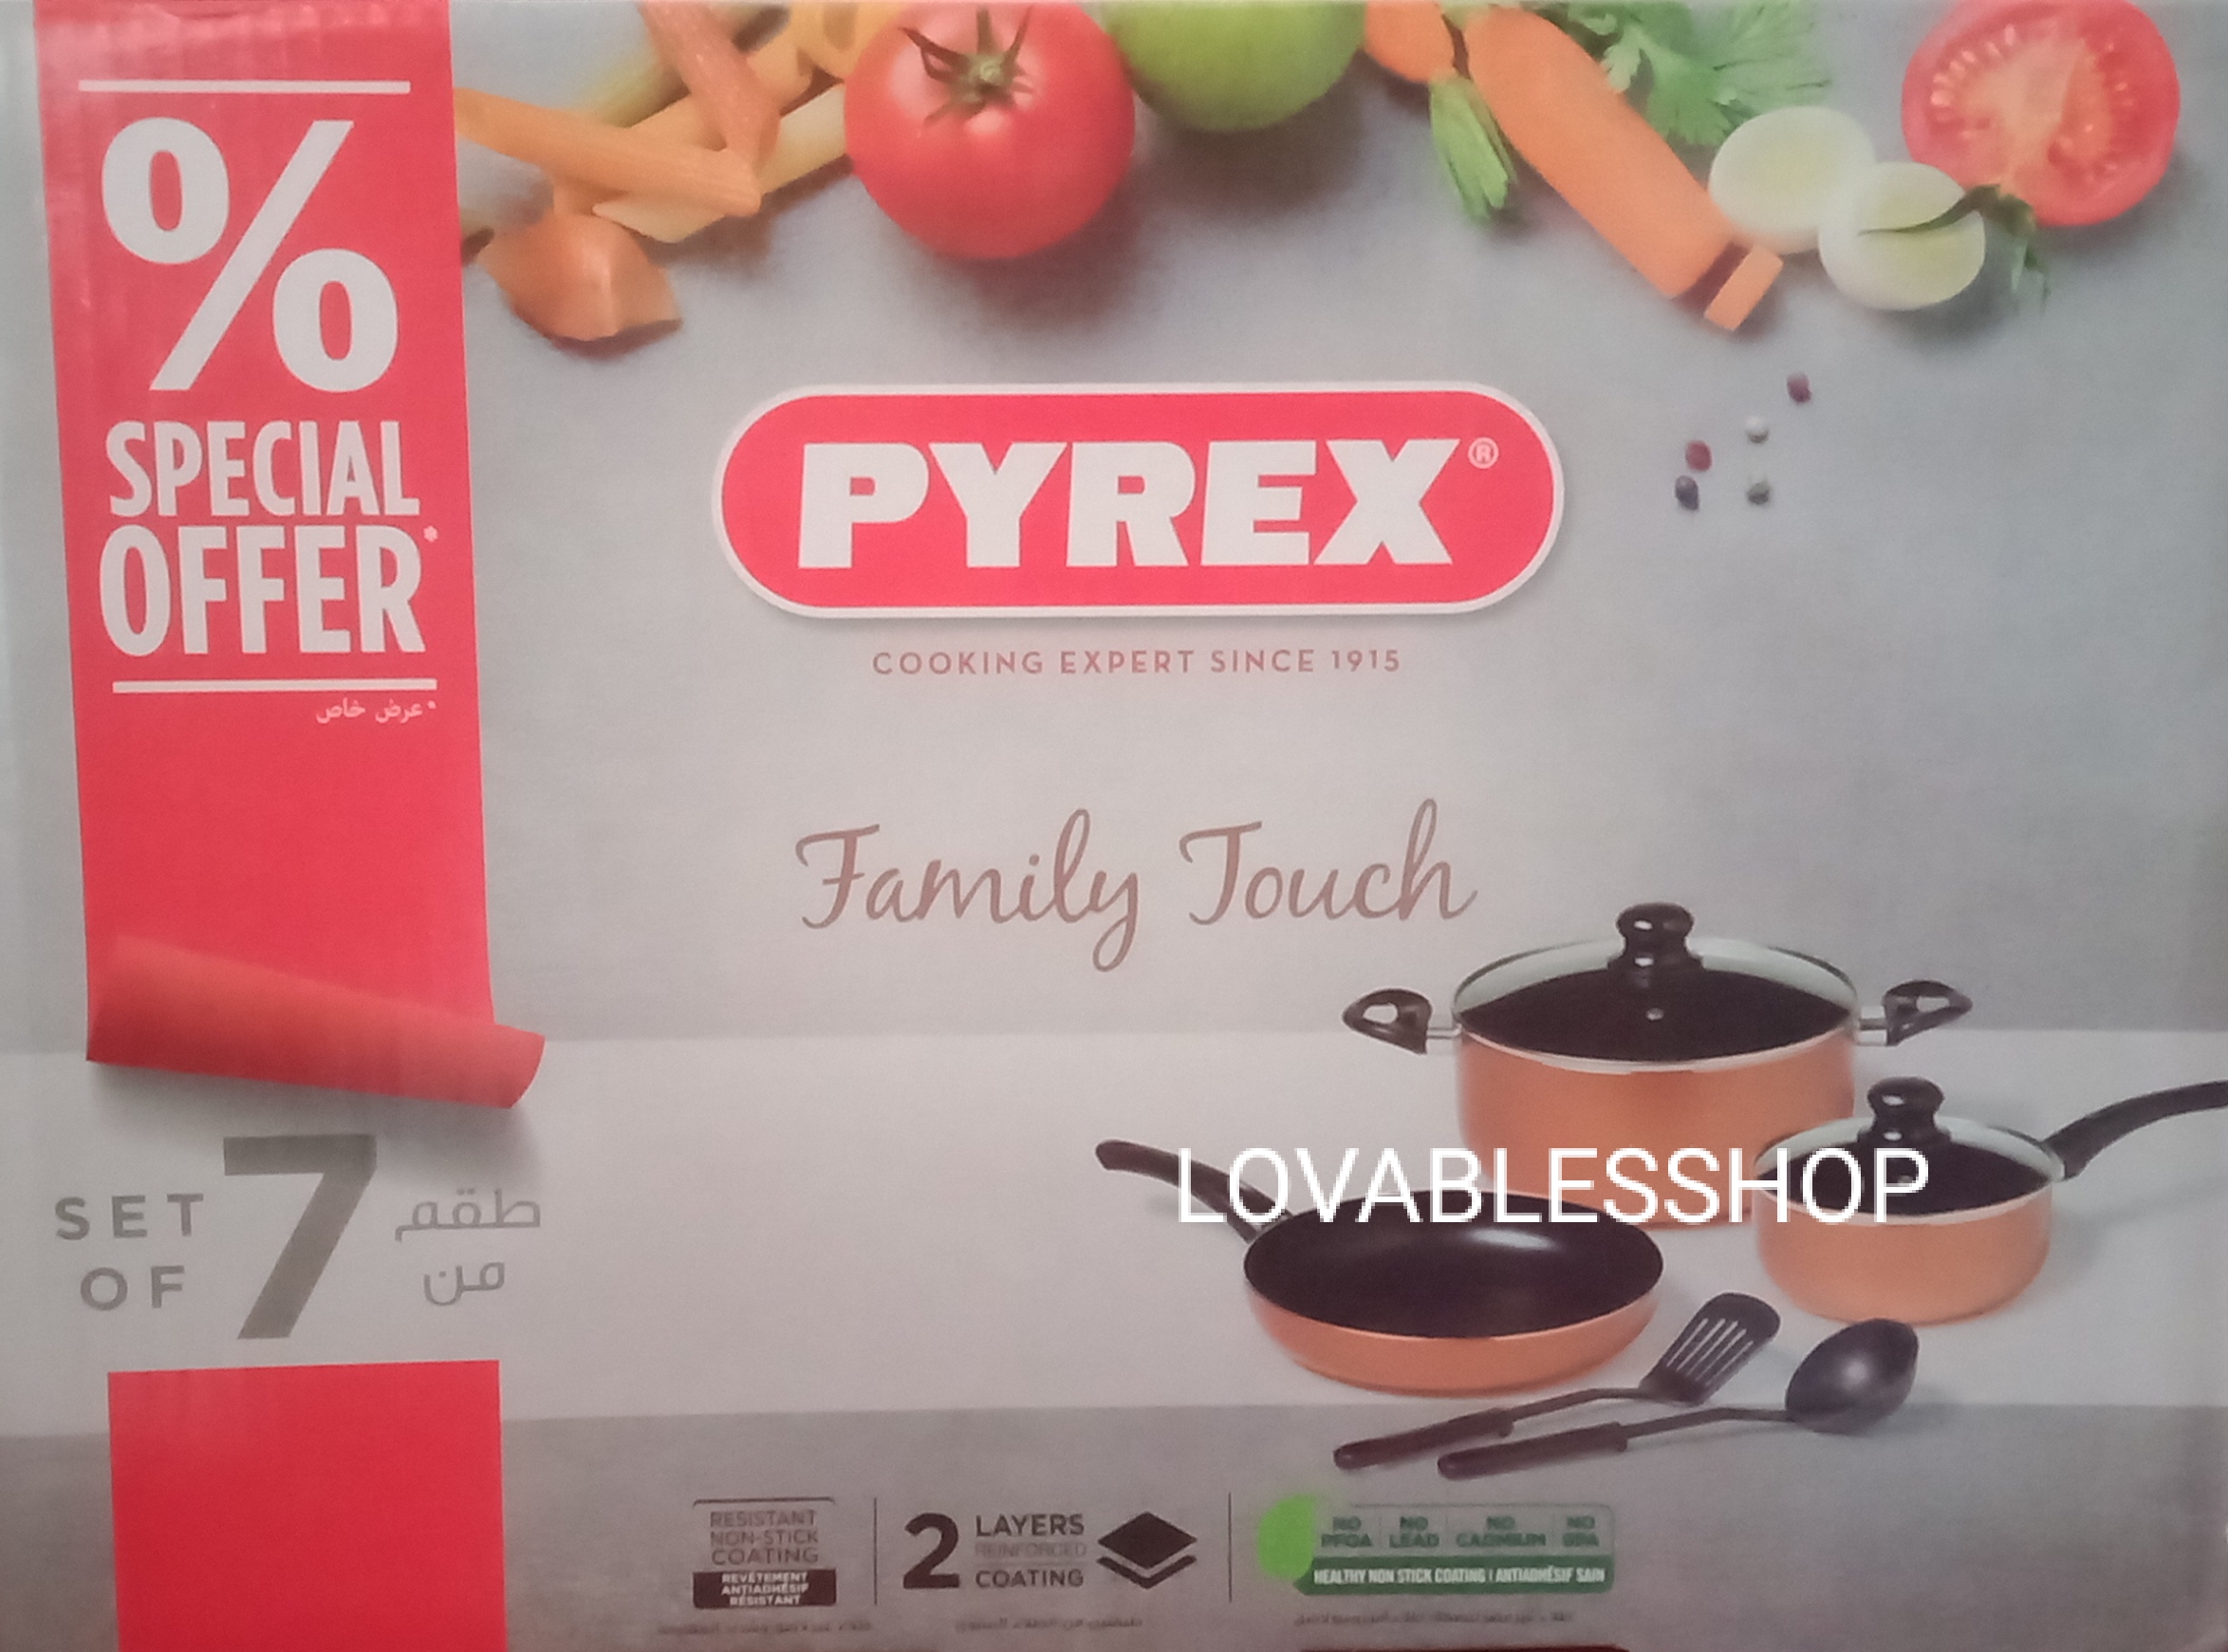 %
SPECIAL
OFFER*
*عرض خاص
PYREX®
COOKING EXPERT SINCE 1915
Family Touch
SET
OF
7
طقم
من
LOVABLESSHOP
RESISTANT
NON-STICK
COATING
REVÊTEMENT
ANTIADHÉSIF
RÉSISTANT
2 LAYERS
REINFORCED
COATING
NO PFOA NO LEAD NO CADMIUM NO BPA
HEALTHY NON STICK COATING | ANTIADHÉSIF SAIN